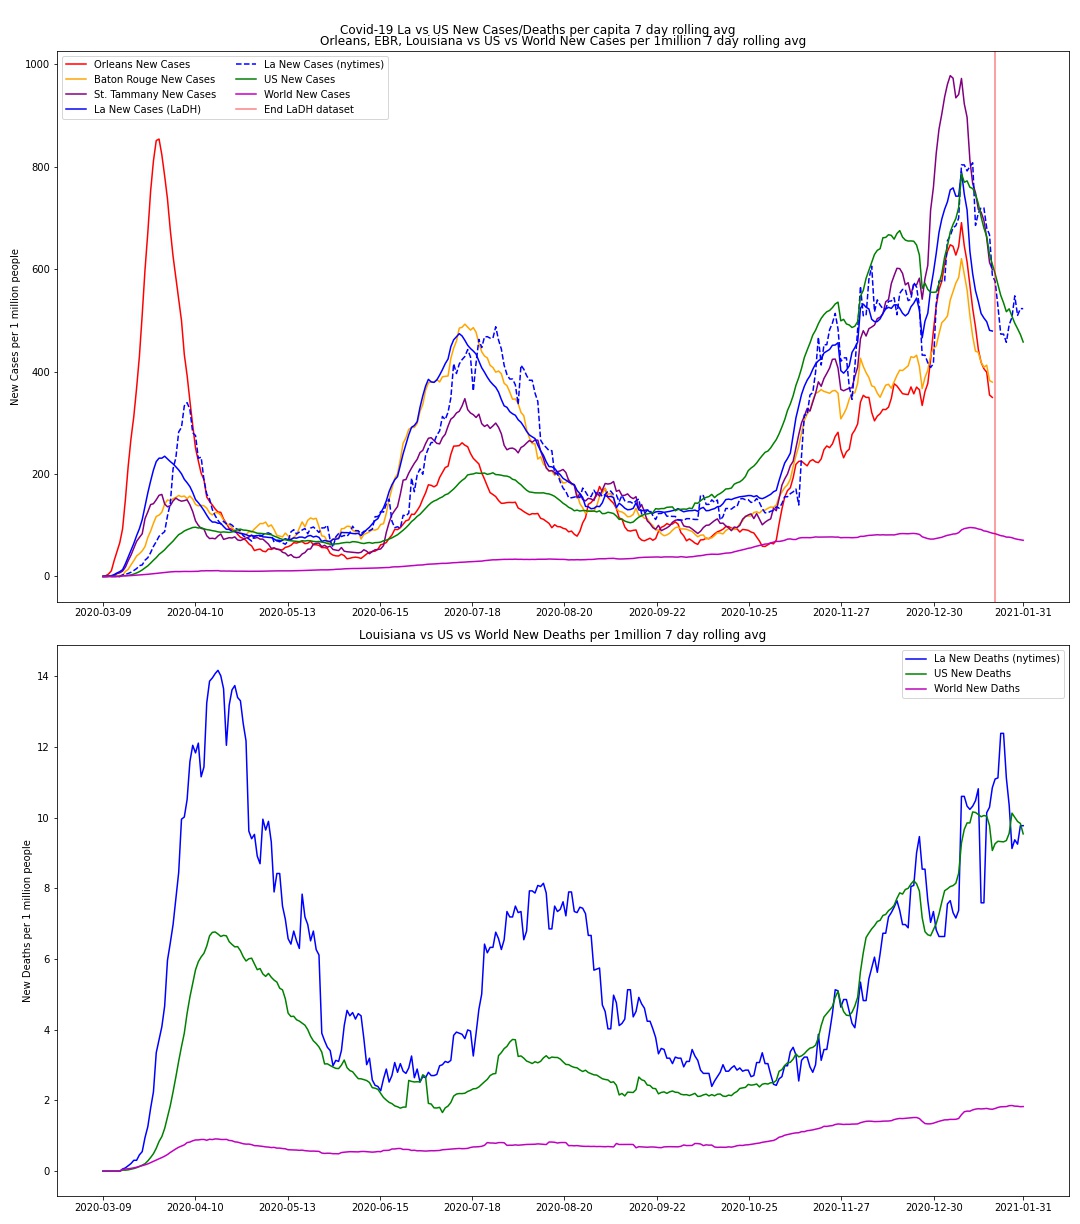 Covid-19 La vs US New Cases/Deaths per capita 7 day rolling avg
Orleans, EBR, Louisiana vs US vs World New Cases per 1million 7 day rolling avg
Orleans New Cases
Baton Rouge New Cases
St. Tammany New Cases
La New Cases (LaDH)
La New Cases (nytimes)
US New Cases
World New Cases
End LaDH dataset
New Cases per 1 million people
1000
800
600
400
200
0
2020-03-09 2020-04-10 2020-05-13 2020-06-15 2020-07-18 2020-08-20 2020-09-22 2020-10-25 2020-11-27 2020-12-30 2021-01-31
Louisiana vs US vs World New Deaths per 1million 7 day rolling avg
La New Deaths (nytimes)
US New Deaths
World New Daths
New Deaths per 1 million people
14
12
10
8
6
4
2
0
2020-03-09 2020-04-10 2020-05-13 2020-06-15 2020-07-18 2020-08-20 2020-09-22 2020-10-25 2020-11-27 2020-12-30 2021-01-31